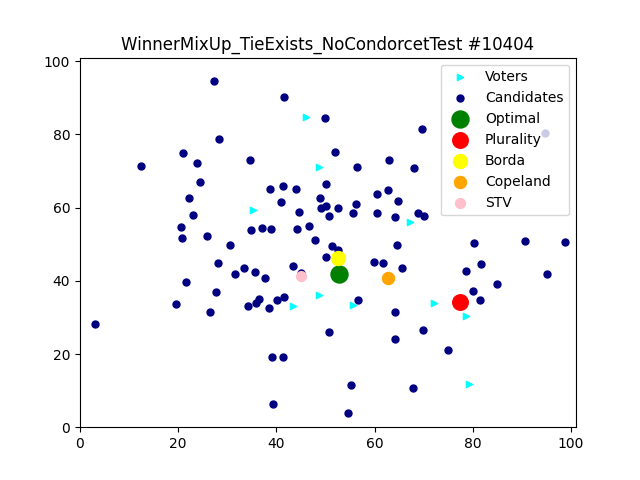 WinnerMixUp_TieExists_NoCondorcetTest #10404
100
80
60
40
20
0
0 20 40 60 80 100
Voters
Candidates
Optimal
Plurality
Borda
Copeland
STV